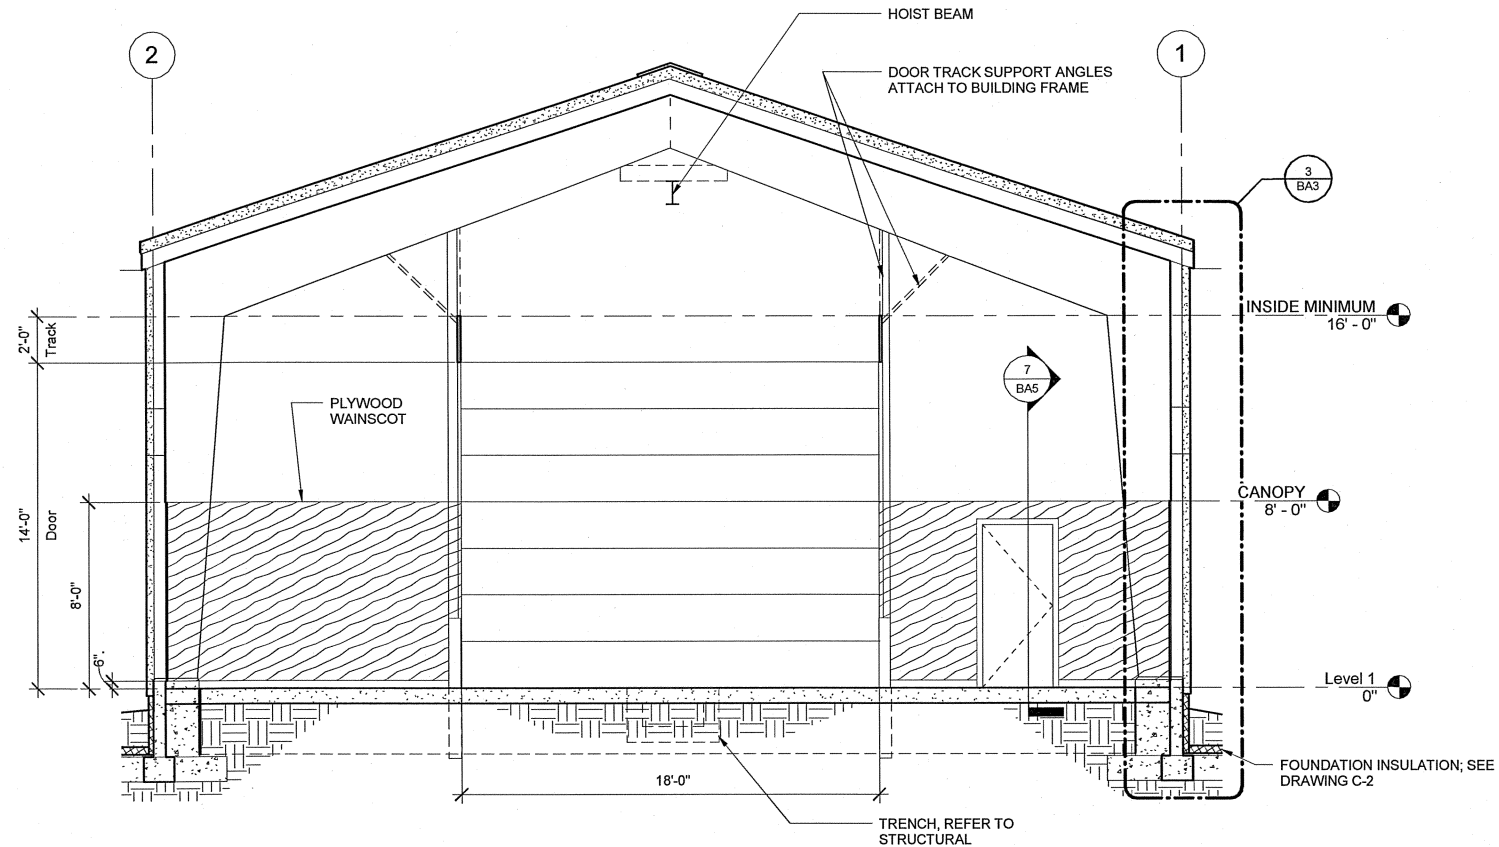 HOIST BEAM
2
1
DOOR TRACK SUPPORT ANGLES
ATTACH TO BUILDING FRAME
3
BA3
INSIDE MINIMUM
16' - 0"
2'-0"
Track
7
BA5
PLYWOOD
WAINSCOT
CANOPY
8' - 0"
14'-0"
Door
8'-0"
6"
Level 1
0"
FOUNDATION INSULATION; SEE
DRAWING C-2
18'-0"
TRENCH, REFER TO
STRUCTURAL